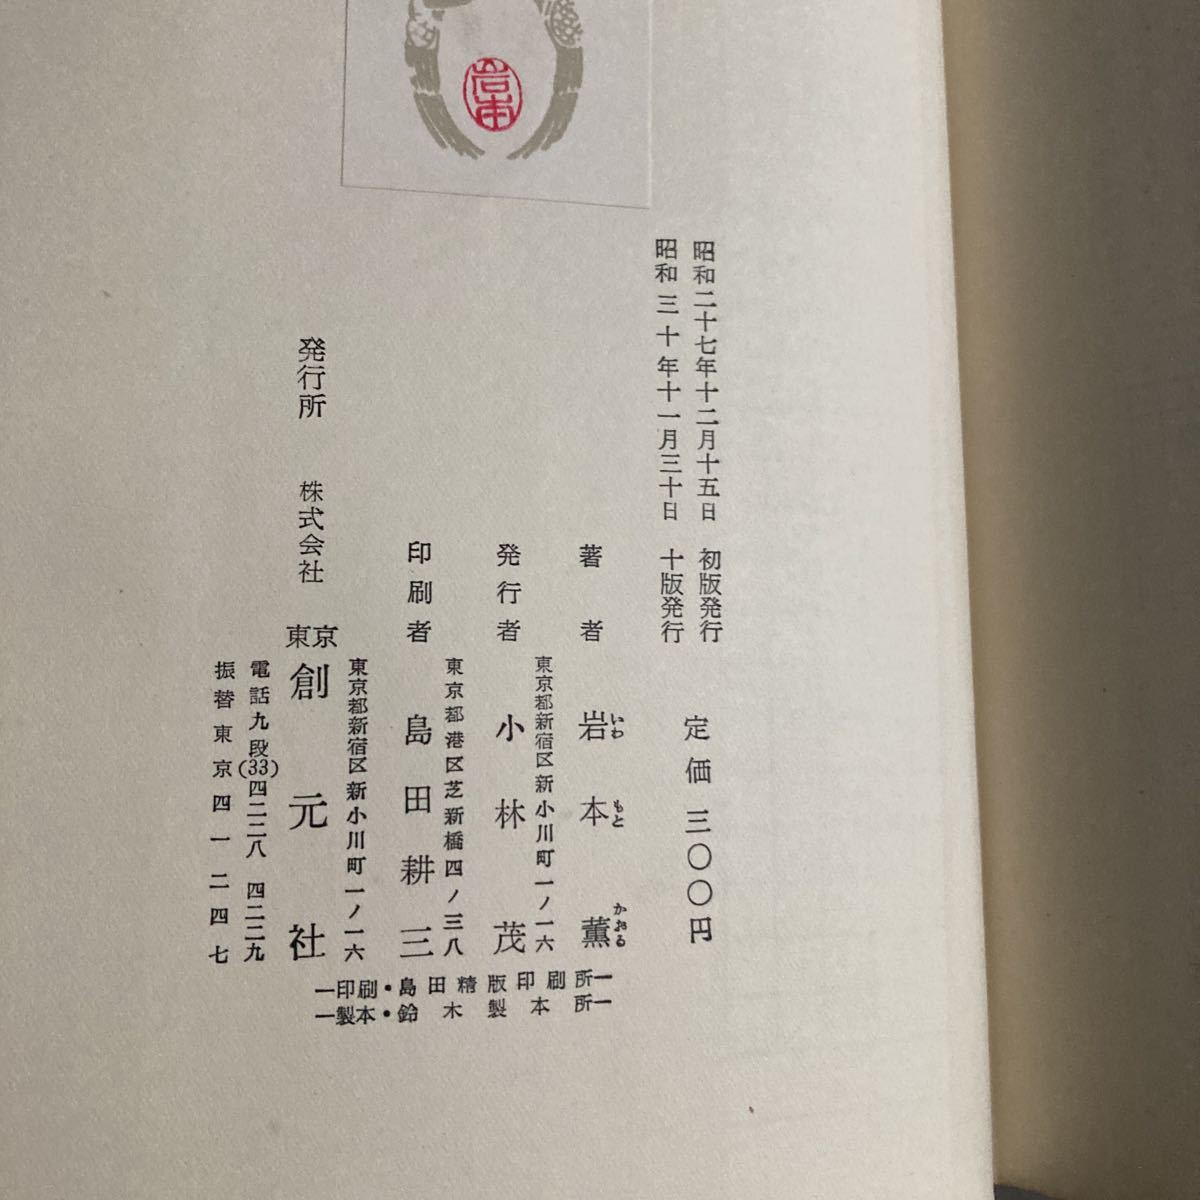 岩本
昭和二十七年十二月十五日　初版発行
昭和三十年十一月三十日　十版発行
定価三〇〇円
著者　岩本薫
いわもとかおる
東京都新宿区新小川町一ノ一六
発行者　小林茂
東京都港区芝新橋四ノ三八
印刷者　島田耕三
東京都新宿区新小川町一ノ一六
発行所　株式会社　東京創元社
電話九段(33)四二二八　四二二九
振替東京四一二四七
ー印刷・島田精版印刷所ー
ー製本・鈴木製本所ー